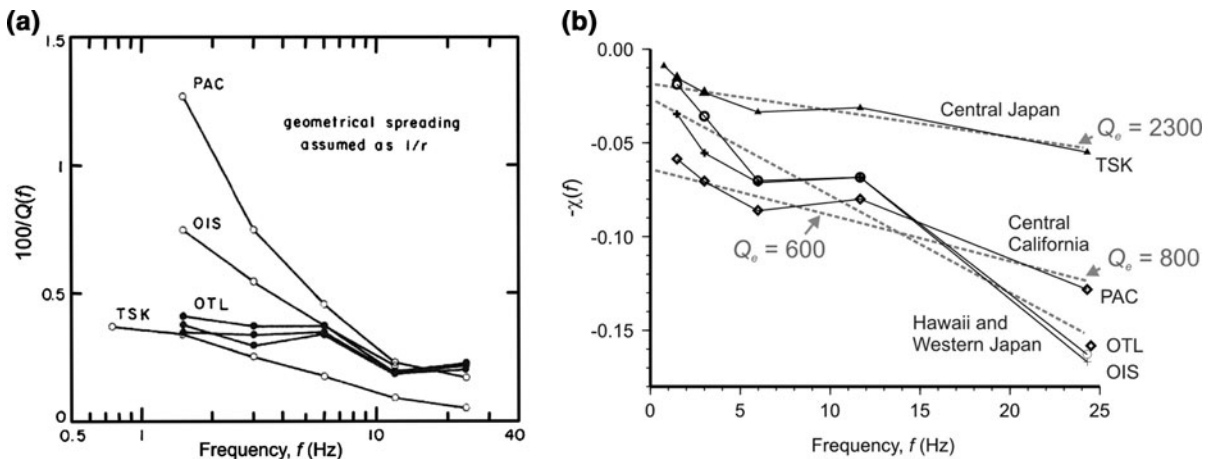 (a)
1.5
1
0.5
0
100/Q(f)
PAC
OIS
OTL
TSK
geometrical spreading
assumed as 1/r
0.5
1
10
40
Frequency, f (Hz)
(b)
-0.00
-0.05
-0.10
-0.15
-χ(f)
Central Japan
Qe = 2300
TSK
Central
California
Qe = 600
Qe = 800
PAC
Hawaii and
Western Japan
OTL
OIS
0
5
10
15
20
25
Frequency, f (Hz)